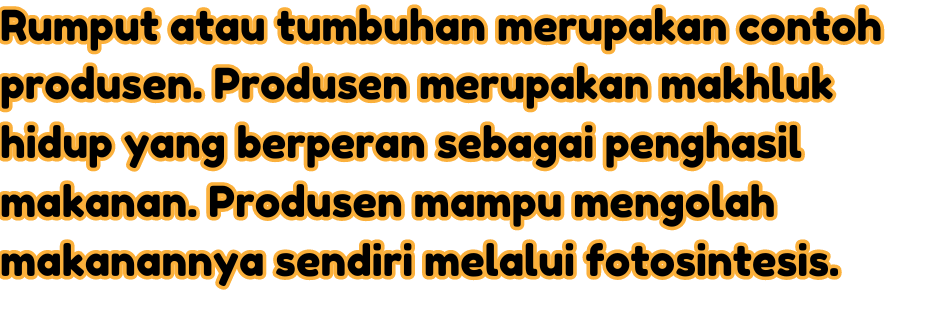 Rumput atau tumbuhan merupakan contoh
produsen. Produsen merupakan makhluk
hidup yang berperan sebagai penghasil
makanan. Produsen mampu mengolah
makanannya sendiri melalui fotosintesis.